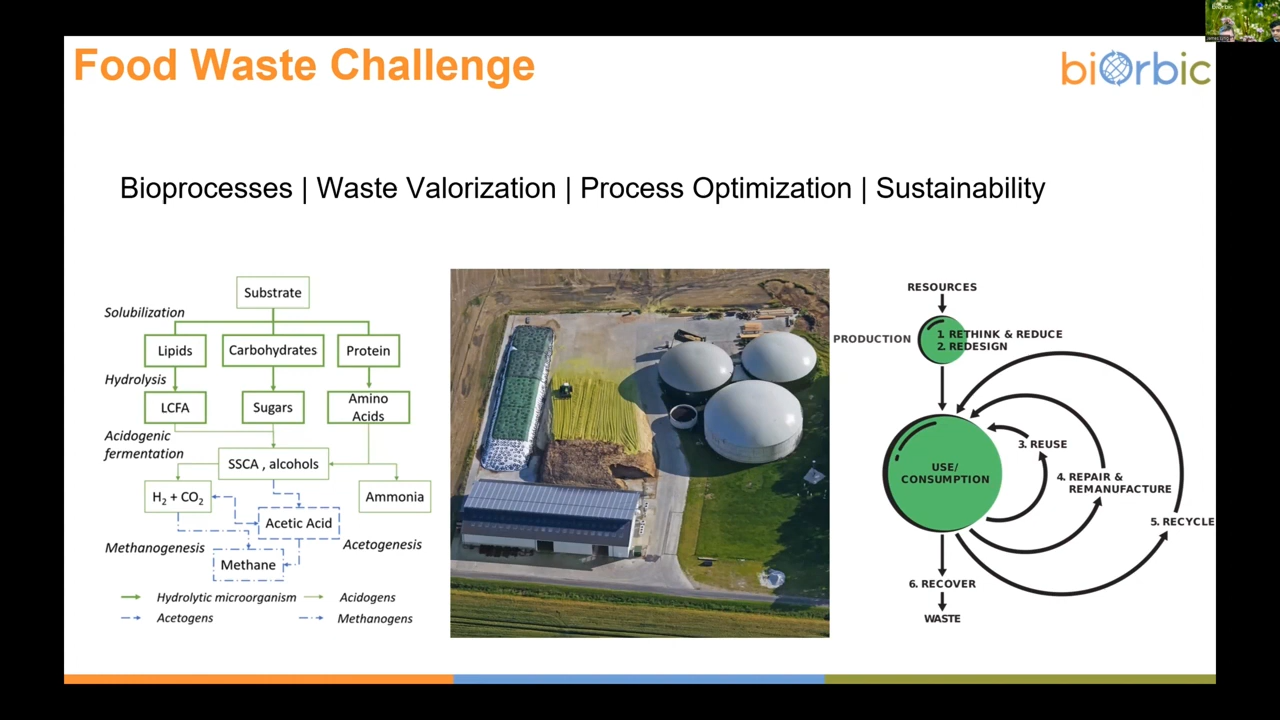 BiOrbic
Food Waste Challenge
biOrbic
Bioprocesses | Waste Valorization | Process Optimization | Sustainability
Substrate
Solubilization
Lipids
Carbohydrates
Protein
Hydrolysis
LCFA
Sugars
Amino
Acids
Acidogenic
fermentation
SSCA , alcohols
H2 + CO2
Ammonia
Acetic Acid
Methanogenesis
Acetogenesis
Methane
Hydrolytic microorganism
Acidogens
Acetogens
Methanogens
RESOURCES
PRODUCTION
1. RETHINK & REDUCE
2. REDESIGN
3. REUSE
USE/
CONSUMPTION
4. REPAIR &
REMANUFACTURE
5. RECYCLE
6. RECOVER
WASTE